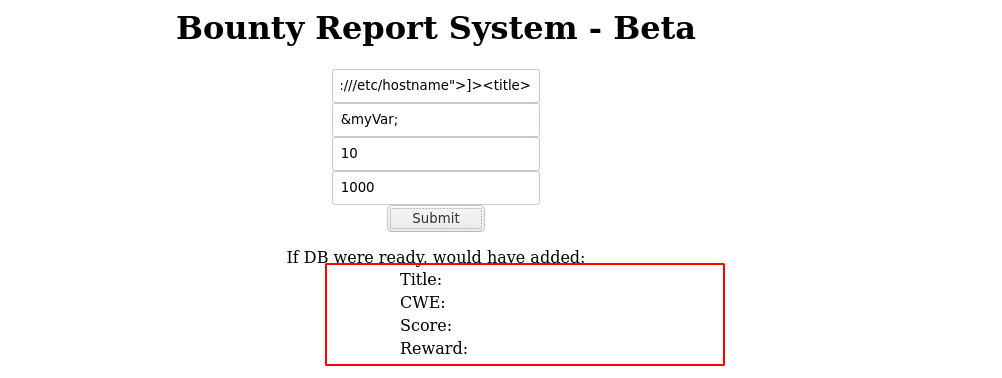 Bounty Report System - Beta
:///etc/hostname">]><title>
&myVar;
10
1000
Submit
If DB were ready, would have added:
Title:
CWE:
Score:
Reward: